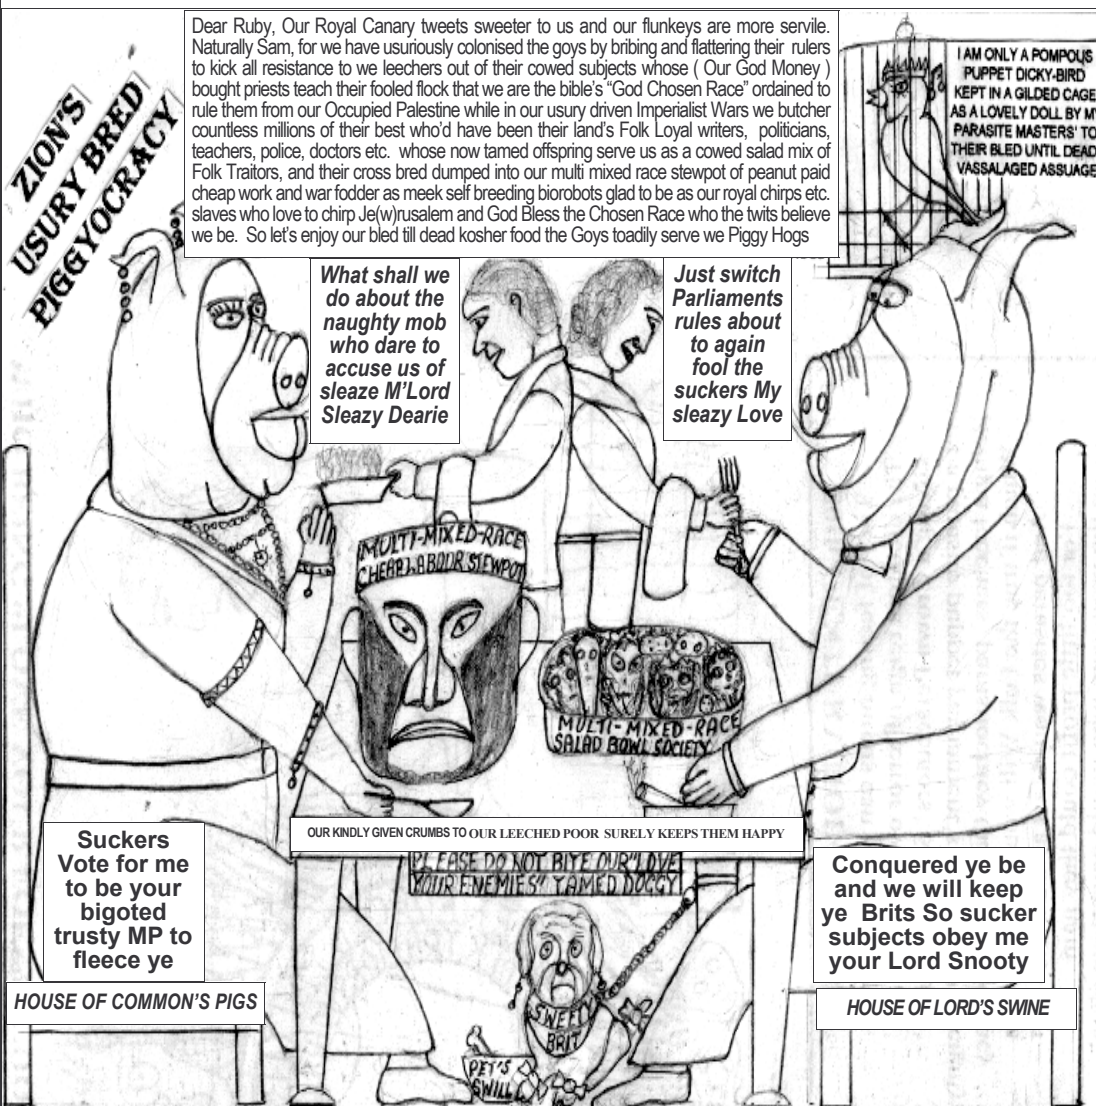 Dear Ruby, Our Royal Canary tweets sweeter to us and our flunkeys are more servile.
Naturally Sam, for we have usuriously colonised the goys by bribing and flattering their rulers
to kick all resistance to we leechers out of their cowed subjects whose ( Our God Money )
bought priests teach their fooled flock that we are the bible's "God Chosen Race" ordained to
rule them from our Occupied Palestine while in our usury driven Imperialist Wars we butcher
countless millions of their best who'd have been their land's Folk Loyal writers, politicians,
teachers, police, doctors etc. whose now tamed offspring serve us as a cowed salad mix of
Folk Traitors, and their cross bred dumped into our multi mixed race stewpot of peanut paid
cheap work and war fodder as meek self breeding biorobots glad to be as our royal chirps etc.
slaves who love to chirp Je(w)rusalem and God Bless the Chosen Race who the twits believe
we be. So let's enjoy our bled till dead kosher food the Goys toadily serve we Piggy Hogs
ZION'S
USURY BRED
PIGGYOCRACY
I AM ONLY A POMPOUS
PUPPET DICKY-BIRD
KEPT IN A GILDED CAGE
AS A LOVELY DOLL BY MY
PARASITE MASTERS' TO
THEIR BLED UNTIL DEAD
VASSALAGED ASSUAGE
What shall we
do about the
naughty mob
who dare to
accuse us of
sleaze M'Lord
Sleazy Dearie
Just switch
Parliaments
rules about
to again
fool the
suckers My
sleazy Love
MULTI-MIXED-RACE
CHEAP LABOUR STEWPOT
MULTI-MIXED-RACE
SALAD BOWL SOCIETY
OUR KINDLY GIVEN CRUMBS TO OUR LEECHED POOR SURELY KEEPS THEM HAPPY
PLEASE DO NOT BITE OUR "LOVE
YOUR ENEMIES" TAMED DOGGY
Suckers
Vote for me
to be your
bigoted
trusty MP to
fleece ye
HOUSE OF COMMON'S PIGS
Conquered ye be
and we will keep
ye Brits So sucker
subjects obey me
your Lord Snooty
HOUSE OF LORD'S SWINE
SWEET
BRIT
PET'S
SWILL